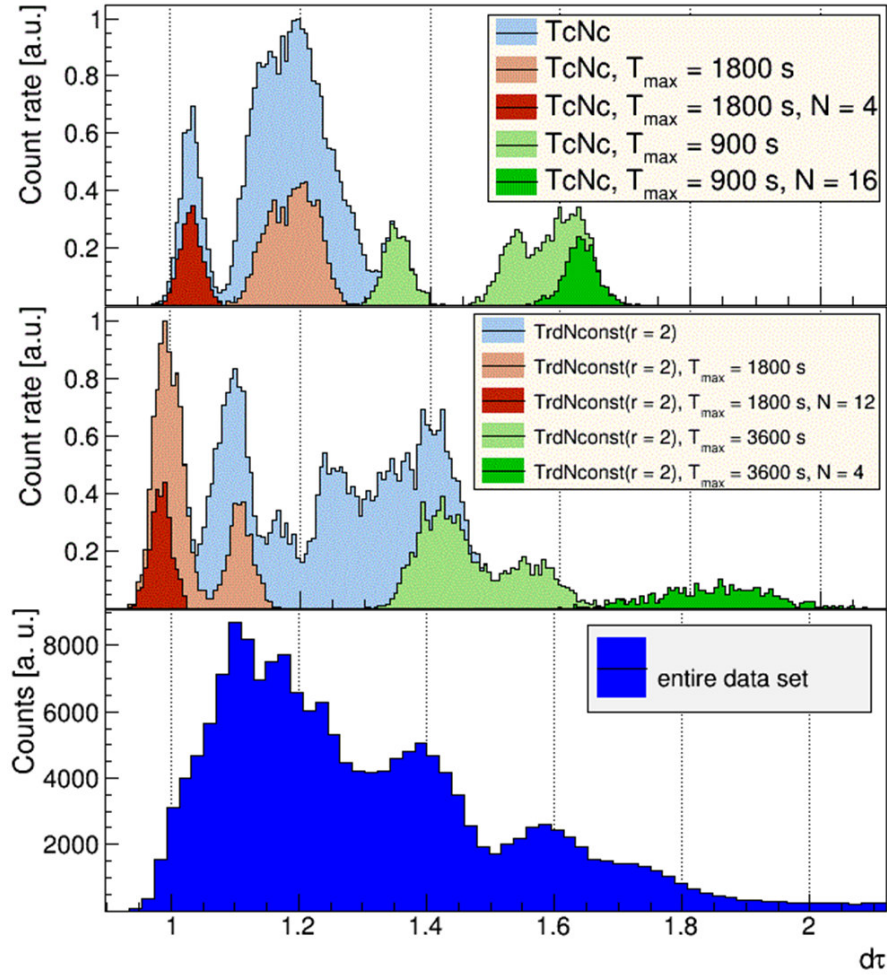 Count rate [a.u.]
1
0.8
0.6
0.4
0.2
TcNc
TcNc, Tmax = 1800 s
TcNc, Tmax = 1800 s, N = 4
TcNc, Tmax = 900 s
TcNc, Tmax = 900 s, N = 16
Count rate [a.u.]
1
0.8
0.6
0.4
0.2
TrdNconst(r = 2)
TrdNconst(r = 2), Tmax = 1800 s
TrdNconst(r = 2), Tmax = 1800 s, N = 12
TrdNconst(r = 2), Tmax = 3600 s
TrdNconst(r = 2), Tmax = 3600 s, N = 4
Counts [a. u.]
8000
6000
4000
2000
entire data set
1 1.2 1.4 1.6 1.8 2
dτ